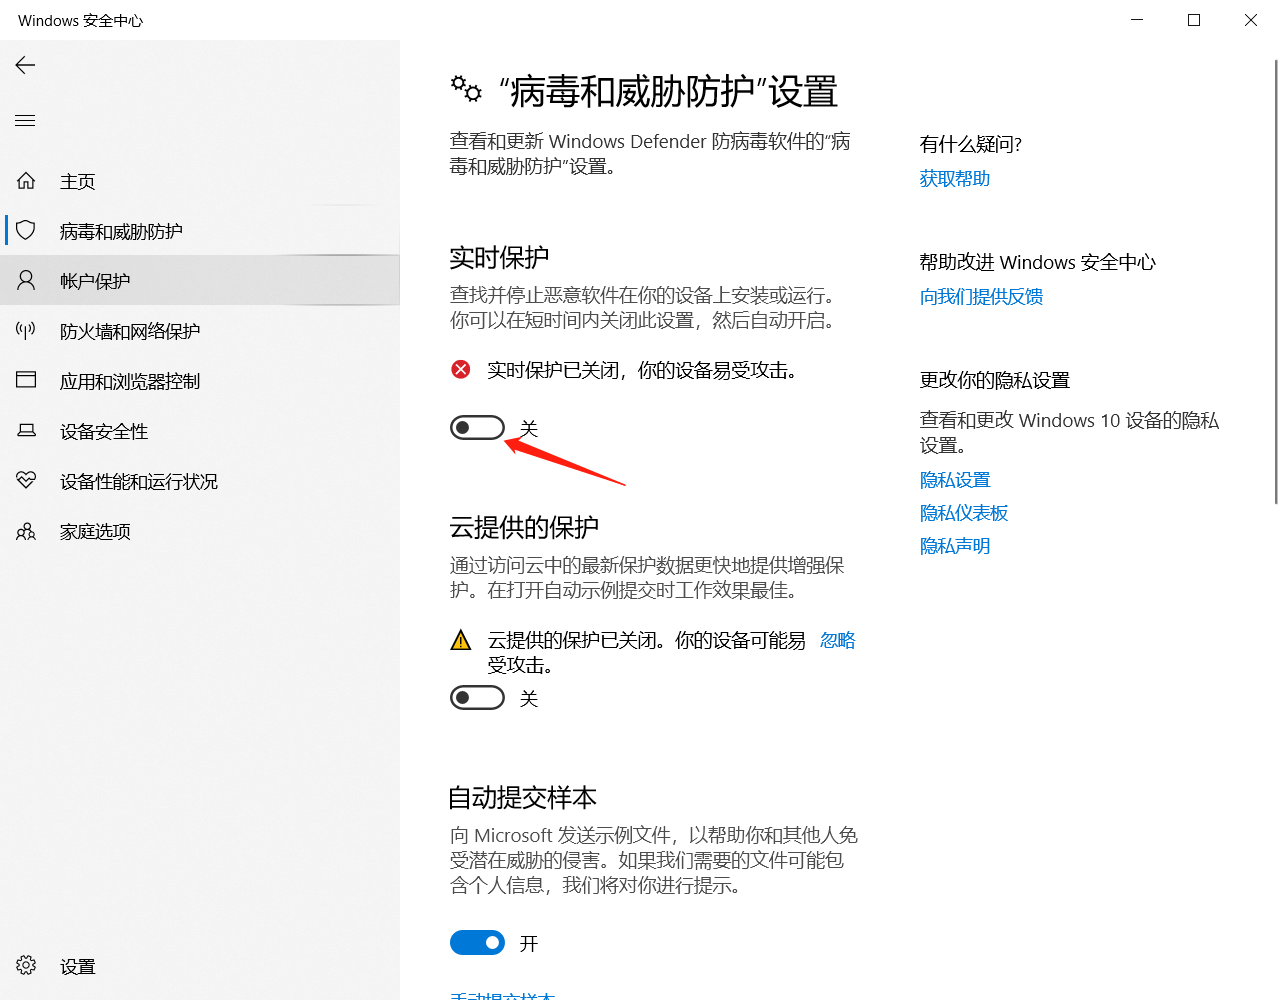 Windows 安全中心
主页
病毒和威胁防护
帐户保护
防火墙和网络保护
应用和浏览器控制
设备安全性
设备性能和运行状况
家庭选项
设置
“病毒和威胁防护”设置
查看和更新 Windows Defender 防病毒软件的“病
毒和威胁防护”设置。
实时保护
查找并停止恶意软件在你的设备上安装或运行。
你可以在短时间内关闭此设置，然后自动开启。
实时保护已关闭，你的设备易受攻击。
关
云提供的保护
通过访问云中的最新保护数据更快地提供增强保
护。在打开自动示例提交时工作效果最佳。
云提供的保护已关闭。你的设备可能易 忽略
受攻击。
关
自动提交样本
向 Microsoft 发送示例文件，以帮助你和其他人免
受潜在威胁的侵害。如果我们需要的文件可能包
含个人信息，我们将对你进行提示。
开
手动提交样本
有什么疑问?
获取帮助
帮助改进 Windows 安全中心
向我们提供反馈
更改你的隐私设置
查看和更改 Windows 10 设备的隐私
设置。
隐私设置
隐私仪表板
隐私声明